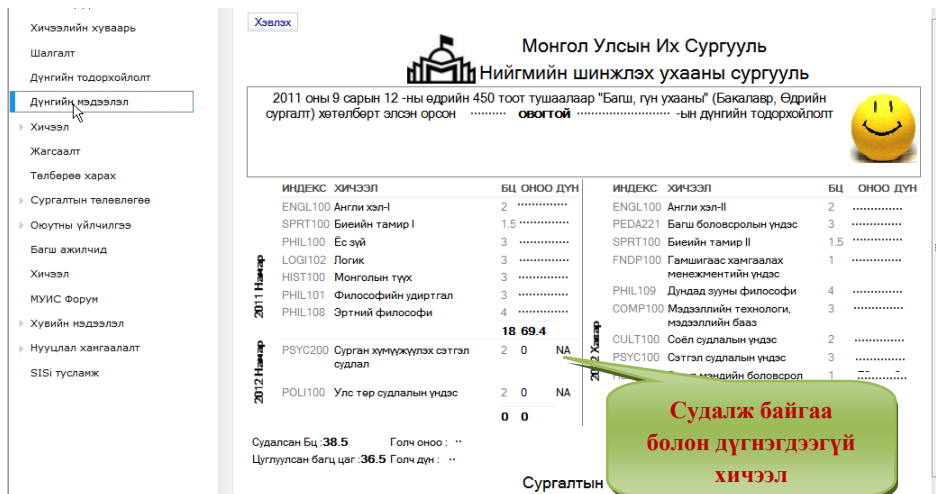 Хичээлийн хуваарь
Шалгалт
Дүнгийн тодорхойлолт
Дүнгийн мэдээлэл
Хичээл
Жагсаалт
Төлбөрөө харах
Сургалтын төлөвлөгөө
Оюутны үйлчилгээ
Багш ажилчид
Хичээл
МУИС Форум
Хувийн мэдээлэл
Нууцлал хамгаалалт
SISi тусламж
Хэвлэх
Монгол Улсын Их Сургууль
Нийгмийн шинжлэх ухааны сургууль
2011 оны 9 сарын 12 -ны өдрийн 450 тоот тушаалаар "Багш, гүн ухааны" (Бакалавр, Өдрийн
сургалт) хөтөлбөрт элсэн орсон ......... овогтой ......................... -ын дүнгийн тодорхойлолт
ИНДЕКС ХИЧЭЭЛ БЦ ОНОО ДҮН
2011 Намар
ENGL100 Англи хэл-I 2 ..............
SPRT100 Биеийн тамир I 1.5 ..............
PHIL100 Ёс зүй 3 ..............
LOGI102 Логик 3 ..............
HIST100 Монголын түүх 3 ..............
PHIL101 Философийн удиртгал 3 ..............
PHIL108 Эртний философи 4 ..............
18 69.4
2012 Намар
PSYC200 Сурган хүмүүжүүлэх сэтгэл 2 0 NA
судлал
POLI100 Улс төр судлалын үндэс 2 0 NA
0 0
ИНДЕКС ХИЧЭЭЛ БЦ ОНОО ДҮН
ENGL100 Англи хэл-II 2 ..............
PEDA221 Багш боловсролын үндэс 3 ..............
SPRT100 Биеийн тамир II 1.5 ..............
FNDP100 Гамшигаас хамгаалах 1 ..............
менежментийн үндэс
PHIL109 Дундад зууны философи 4 ..............
COMP100 Мэдээллийн технологи, 3 ..............
мэдээллийн бааз
CULT100 Соёл судлалын үндэс 2 ..............
PSYC100 Сэтгэл судлалын үндэс 3 ..............
мэндийн боловсрол 1
Судалсан Бц :38.5 Голч оноо : ..
Цуглуулсан багц цаг :36.5 Голч дүн : ..
Сургалтын
Судалж байгаа
болон дүгнэгдээгүй
хичээл